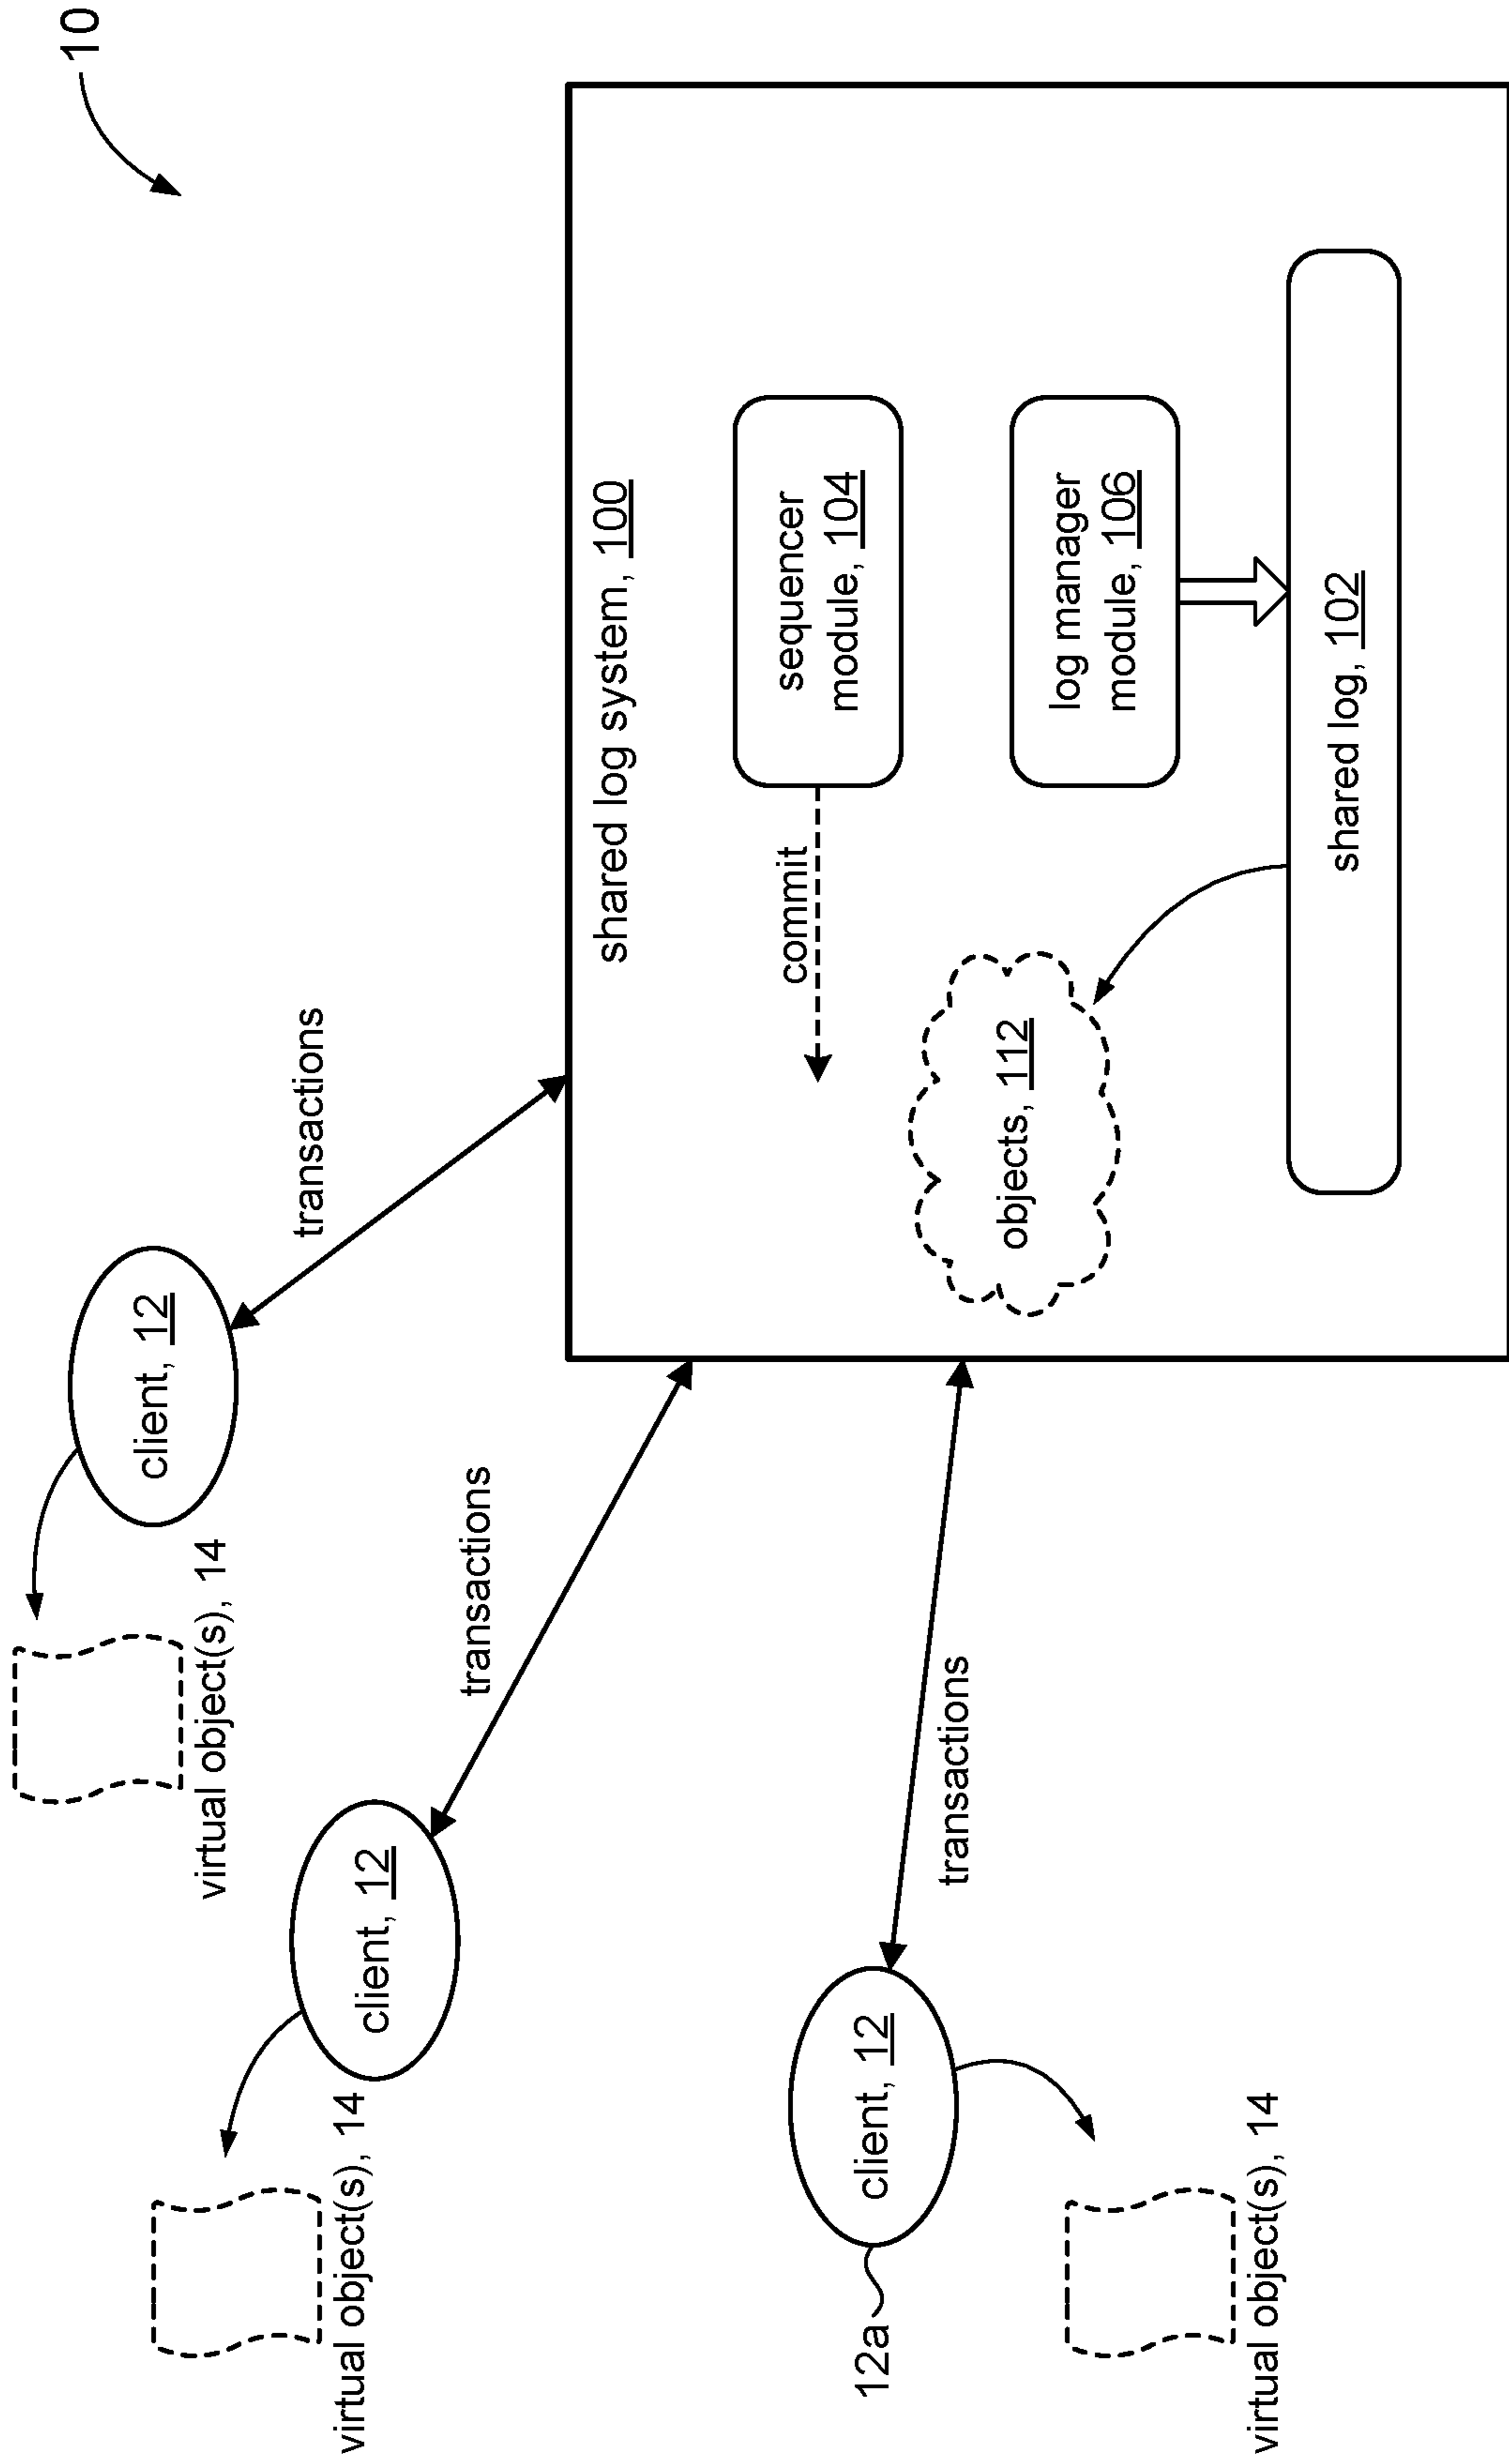 10
client, 12
virtual object(s), 14
transactions
client, 12
virtual object(s), 14
transactions
shared log system, 100
commit
sequencer
module, 104
12a
client, 12
transactions
objects, 112
log manager
module, 106
virtual object(s), 14
shared log, 102